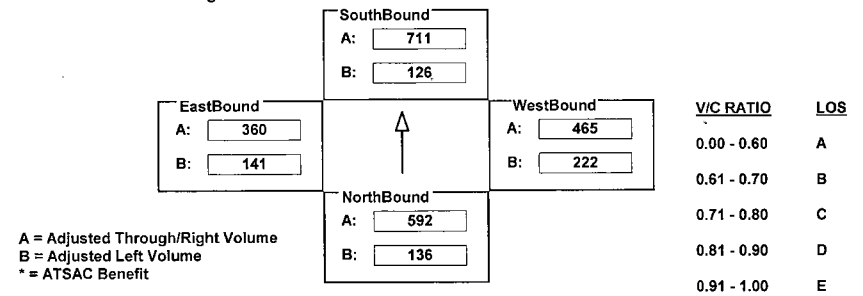 SouthBound
A: 711
B: 126
EastBound
A: 360
B: 141
WestBound
A: 465
B: 222
NorthBound
A: 592
B: 136
A = Adjusted Through/Right Volume
B = Adjusted Left Volume
* = ATSAC Benefit
V/C RATIO LOS
0.00 - 0.60 A
0.61 - 0.70 B
0.71 - 0.80 C
0.81 - 0.90 D
0.91 - 1.00 E